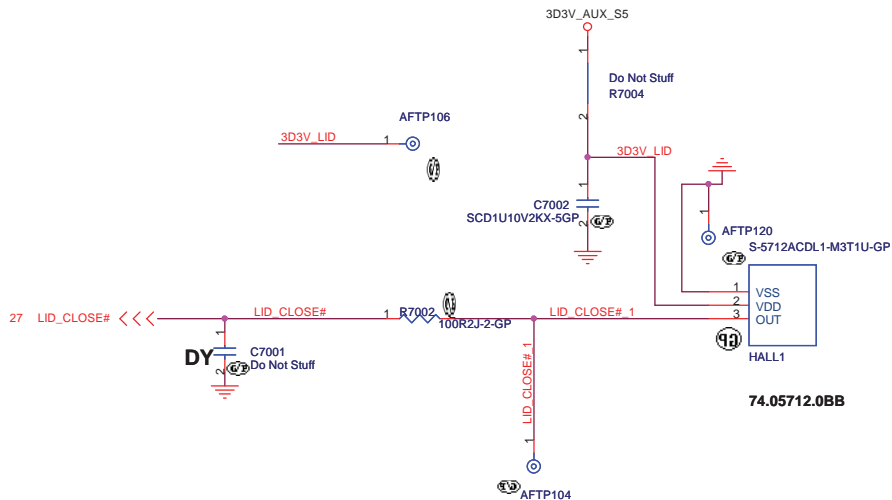 3D3V_AUX_S5
1
Do Not Stuff
R7004
2
AFTP106
3D3V_LID
1
3D3V_LID
1
C7002
SCD1U10V2KX-5GP
2
1
AFTP120
S-5712ACDL1-M3T1U-GP
1
VSS
2
VDD
3
OUT
HALL1
74.05712.0BB
27
LID_CLOSE#
LID_CLOSE#
1
R7002
100R2J-2-GP
LID_CLOSE#_1
1
DY
C7001
Do Not Stuff
2
LID_CLOSE#_1
1
AFTP104
GP